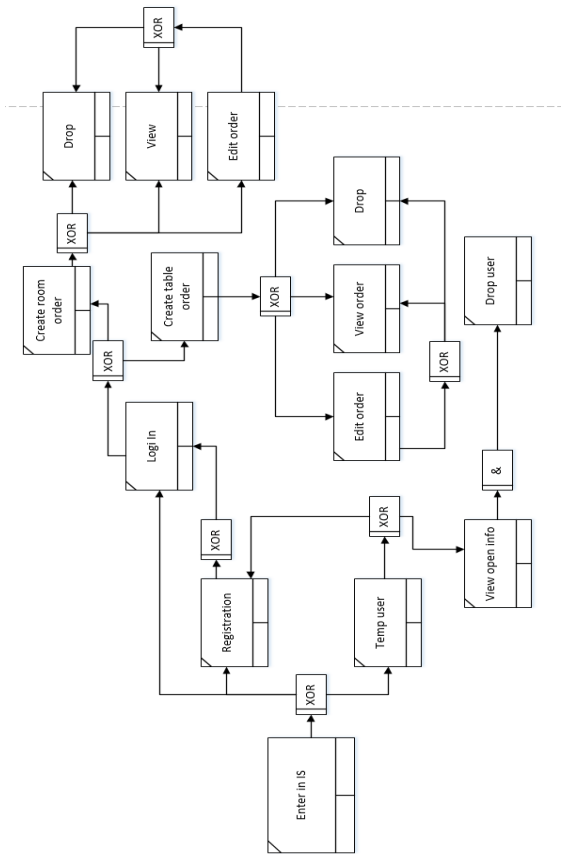 Create room
order
XOR
Drop
XOR
Logi In
Create table
order
View
XOR
Registration
XOR
Edit order
XOR
Enter in IS
XOR
Temp user
XOR
Edit order
View order
Drop
XOR
View open info
&
Drop user